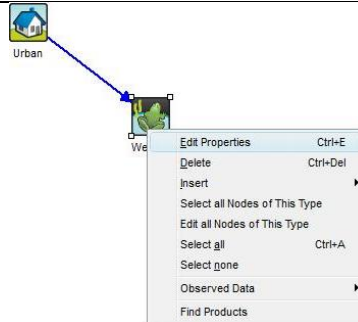 Urban
We
Edit Properties Ctrl+E
Delete Ctrl+Del
Insert
Select all Nodes of This Type
Edit all Nodes of This Type
Select all Ctrl+A
Select none
Observed Data
Find Products